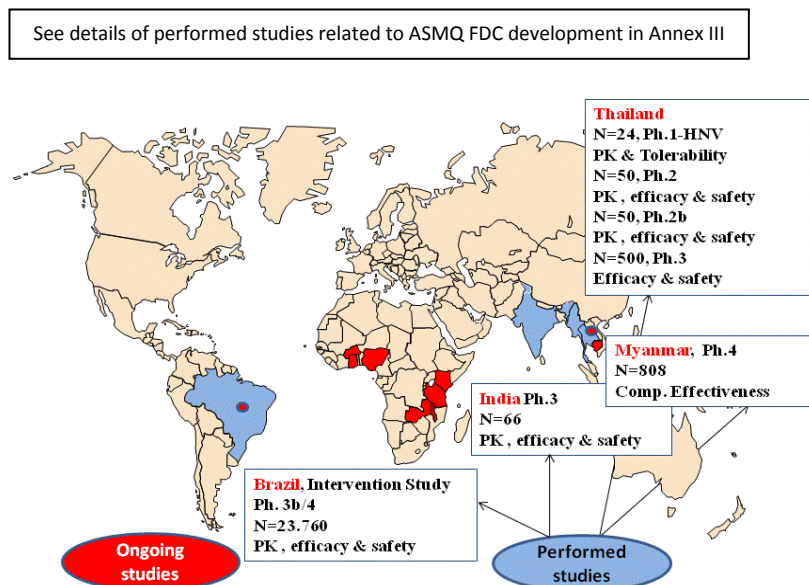 See details of performed studies related to ASMQ FDC development in Annex III
Thailand
N=24, Ph.1-HNV
PK & Tolerability
N=50, Ph.2
PK , efficacy & safety
N=50, Ph.2b
PK , efficacy & safety
N=500, Ph.3
Efficacy & safety
Myanmar, Ph.4
N=808
Comp. Effectiveness
India Ph.3
N=66
PK , efficacy & safety
Brazil, Intervention Study
Ph. 3b/4
N=23.760
PK , efficacy & safety
Ongoing
studies
Performed
studies